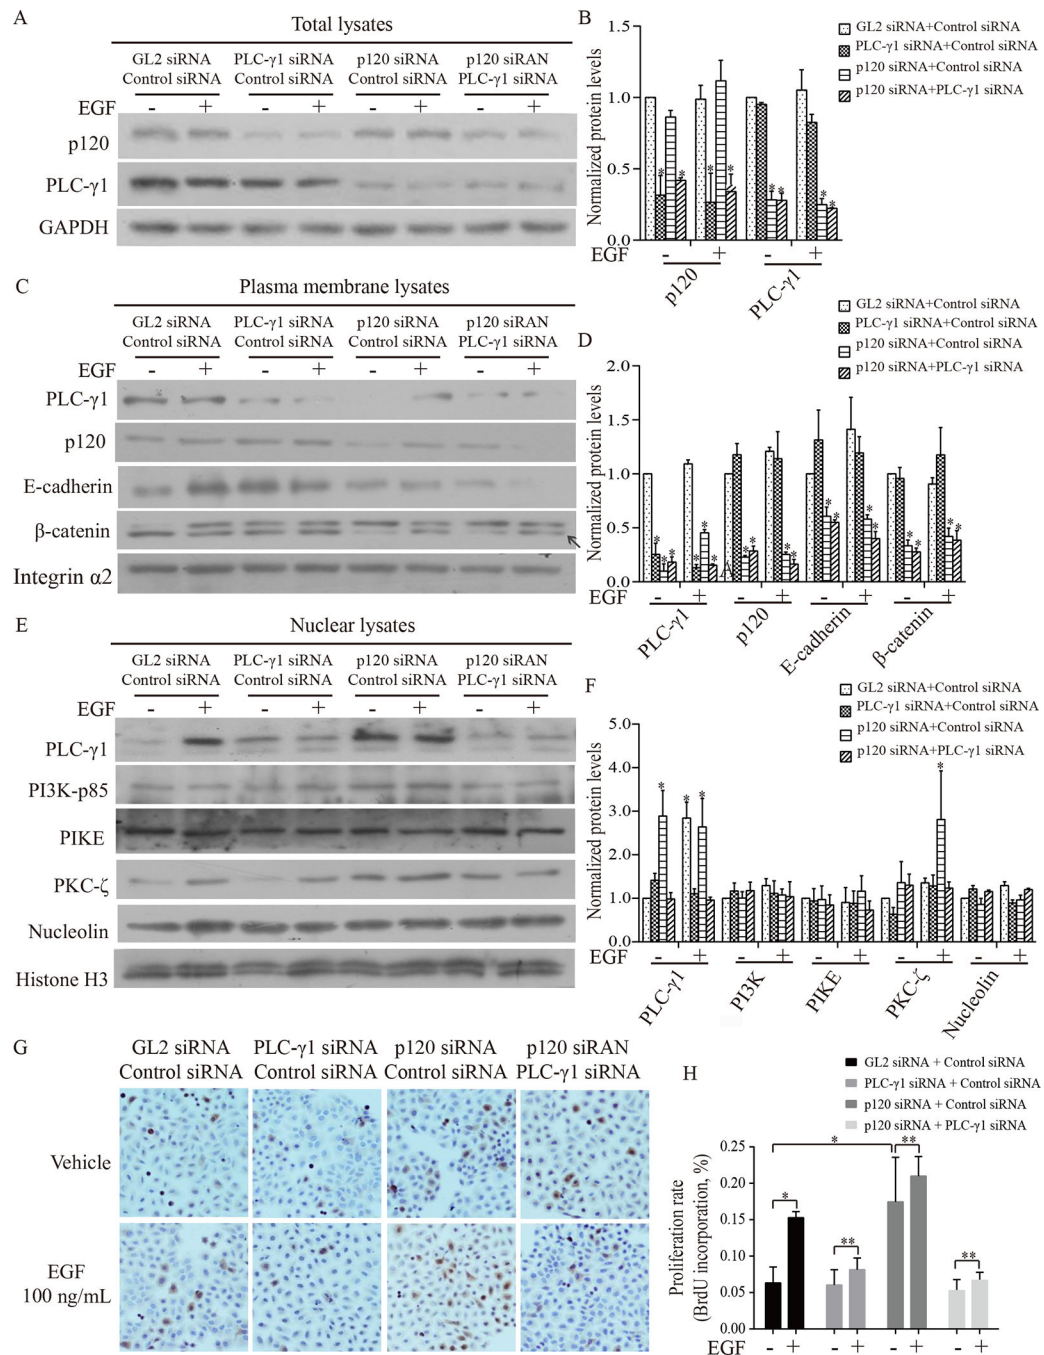 A
Total lysates
GL2 siRNA PLC-γ1 siRNA p120 siRNA p120 siRAN
Control siRNA Control siRNA Control siRNA PLC-γ1 siRNA
EGF - + - + - + - +
p120
PLC-γ1
GAPDH
B
GL2 siRNA+Control siRNA
PLC-γ1 siRNA+Control siRNA
p120 siRNA+Control siRNA
p120 siRNA+PLC-γ1 siRNA
Normalized protein levels
1.5
1.0
0.5
0.0
* * * * * * * *
EGF - + - +
p120 PLC-γ1
C
Plasma membrane lysates
GL2 siRNA PLC-γ1 siRNA p120 siRNA p120 siRAN
Control siRNA Control siRNA Control siRNA PLC-γ1 siRNA
EGF - + - + - + - +
PLC-γ1
p120
E-cadherin
β-catenin
Integrin α2
D
GL2 siRNA+Control siRNA
PLC-γ1 siRNA+Control siRNA
p120 siRNA+Control siRNA
p120 siRNA+PLC-γ1 siRNA
Normalized protein levels
2.0
1.5
1.0
0.5
0.0
* * * * * * * * * * * * * * * * * *
EGF - + - + - + - +
PLC-γ1 p120 E-cadherin β-catenin
E
Nuclear lysates
GL2 siRNA PLC-γ1 siRNA p120 siRNA p120 siRAN
Control siRNA Control siRNA Control siRNA PLC-γ1 siRNA
EGF - + - + - + - +
PLC-γ1
PI3K-p85
PIKE
PKC-ζ
Nucleolin
Histone H3
F
GL2 siRNA+Control siRNA
PLC-γ1 siRNA+Control siRNA
p120 siRNA+Control siRNA
p120 siRNA+PLC-γ1 siRNA
Normalized protein levels
5.0
4.0
3.0
2.0
1.0
0.0
* * * *
EGF - + - + - + - + - +
PLC-γ1 PI3K PIKE PKC-ζ Nucleolin
G
GL2 siRNA PLC-γ1 siRNA p120 siRNA p120 siRAN
Control siRNA Control siRNA Control siRNA PLC-γ1 siRNA
Vehicle
EGF
100 ng/mL
H
GL2 siRNA + Control siRNA
PLC-γ1 siRNA + Control siRNA
p120 siRNA + Control siRNA
p120 siRNA + PLC-γ1 siRNA
Proliferation rate
(BrdU incorporation, %)
0.25
0.20
0.15
0.10
0.05
0.00
* * ** ** **
EGF - + - + - + - +